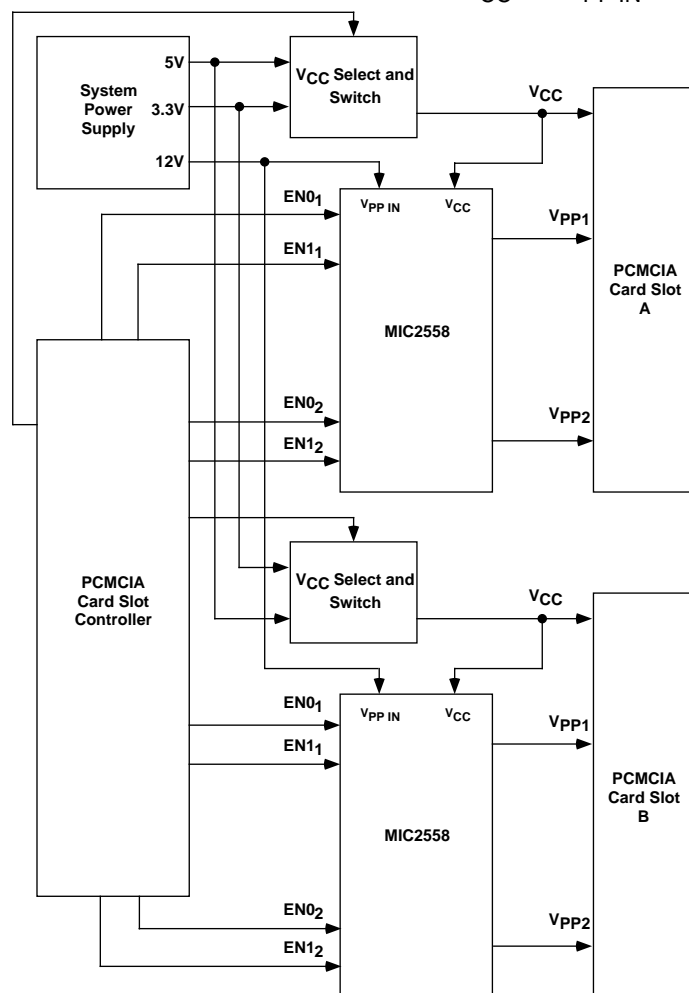 5V
System
Power
Supply
3.3V
12V
VCC Select and
Switch
VCC
EN01
EN11
VPP IN
VCC
VPP1
MIC2558
PCMCIA
Card Slot
A
EN02
EN12
VPP2
PCMCIA
Card Slot
Controller
VCC Select and
Switch
VCC
EN01
EN11
VPP IN
VCC
VPP1
MIC2558
PCMCIA
Card Slot
B
EN02
EN12
VPP2